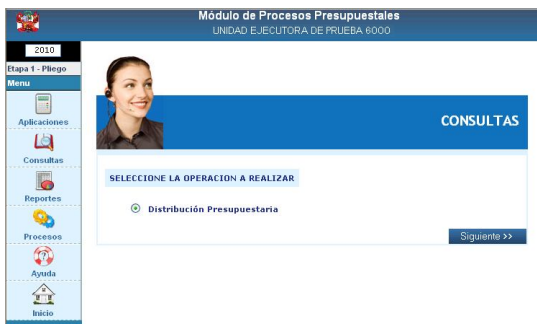 Módulo de Procesos Presupuestales
UNIDAD EJECUTORA DE PRUEBA 6000
2010
Etapa 1 - Pliego
Menu
Aplicaciones
Consultas
Reportes
Procesos
Ayuda
Inicio
CONSULTAS
SELECCIONE LA OPERACION A REALIZAR
Distribución Presupuestaria
Siguiente >>